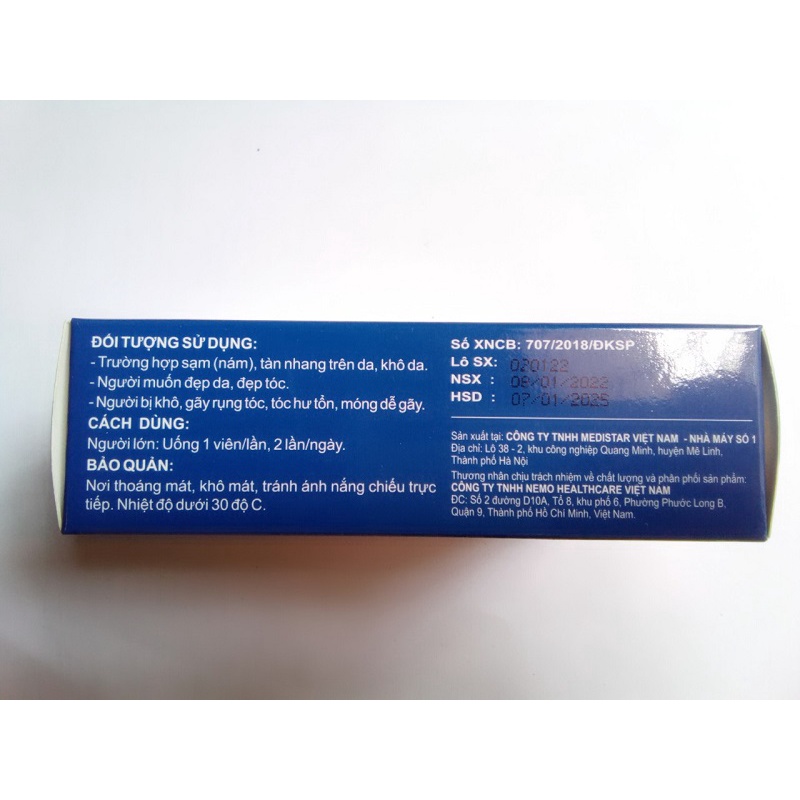 ĐỐI TƯỢNG SỬ DỤNG:
- Trường hợp sạm (nám), tàn nhang trên da, khô da.
- Người muốn đẹp da, đẹp tóc.
- Người bị khô, gãy rụng tóc, tóc hư tổn, móng dễ gãy.
CÁCH DÙNG:
Người lớn: Uống 1 viên/lần, 2 lần/ngày.
BẢO QUẢN:
Nơi thoáng mát, khô mát, tránh ánh nắng chiếu trực
tiếp. Nhiệt độ dưới 30 độ C.
Số XNCB: 707/2018/ĐKSP
Lô SX: 020122
NSX : 08/01/2022
HSD : 07/01/2025
Sản xuất tại: CÔNG TY TNHH MEDISTAR VIỆT NAM - NHÀ MÁY SỐ 1
Địa chỉ: Lô 38 - 2, khu công nghiệp Quang Minh, huyện Mê Linh,
Thành phố Hà Nội
Thương nhân chịu trách nhiệm về chất lượng và phân phối sản phẩm:
CÔNG TY TNHH NEMO HEALTHCARE VIỆT NAM
ĐC: Số 2 đường D10A, Tổ 8, khu phố 6, Phường Phước Long B,
Quận 9, Thành phố Hồ Chí Minh, Việt Nam.